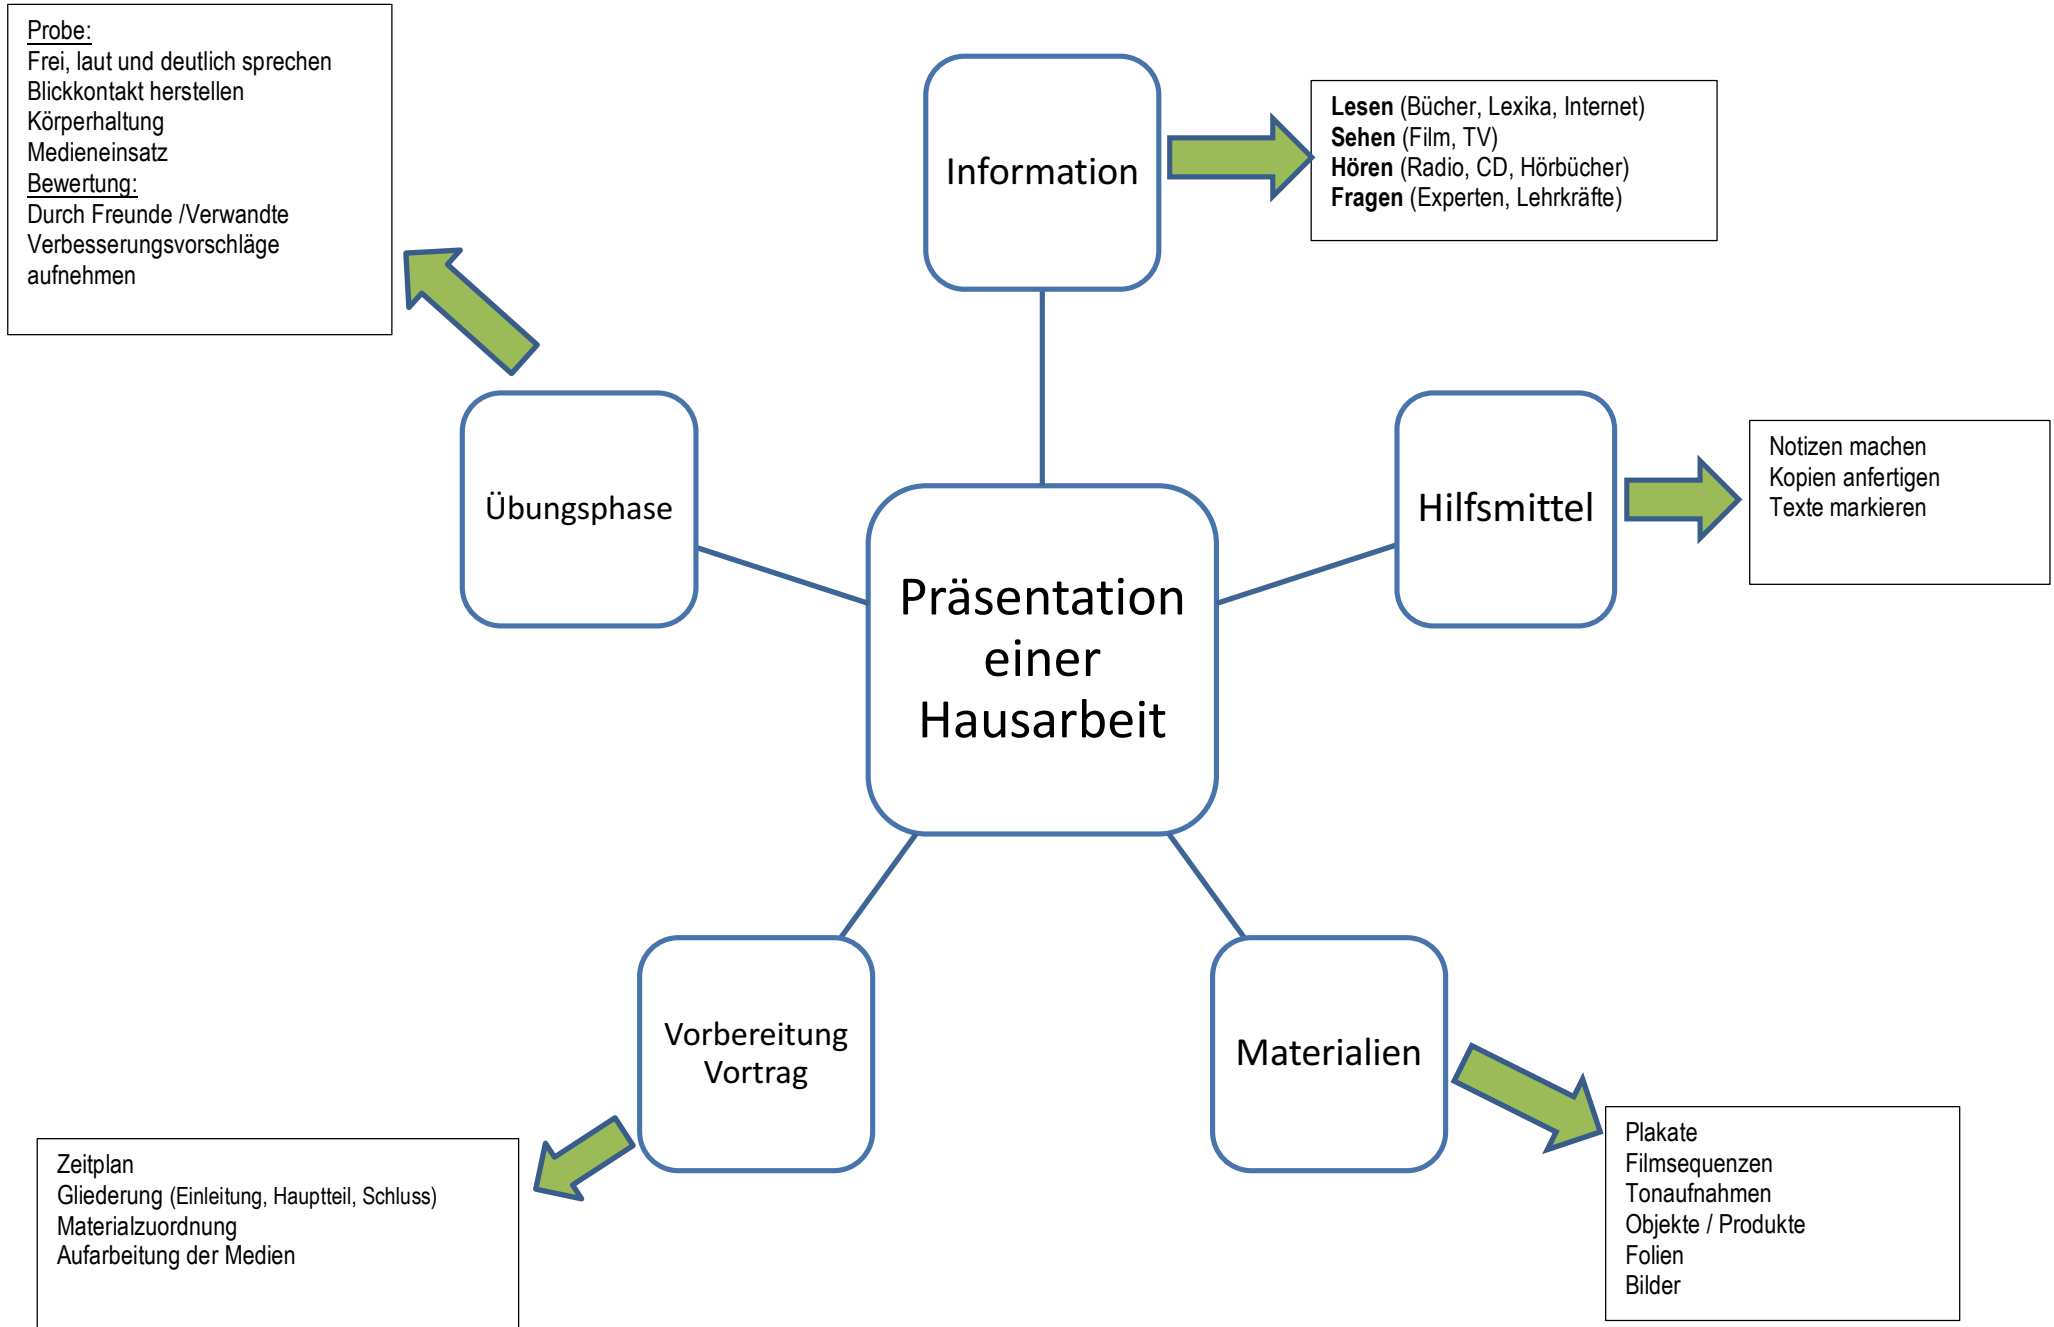 Probe:
Frei, laut und deutlich sprechen
Blickkontakt herstellen
Körperhaltung
Medieneinsatz
Bewertung:
Durch Freunde /Verwandte
Verbesserungsvorschläge
aufnehmen
Information
Lesen (Bücher, Lexika, Internet)
Sehen (Film, TV)
Hören (Radio, CD, Hörbücher)
Fragen (Experten, Lehrkräfte)
Übungsphase
Hilfsmittel
Notizen machen
Kopien anfertigen
Texte markieren
Präsentation
einer
Hausarbeit
Vorbereitung
Vortrag
Materialien
Zeitplan
Gliederung (Einleitung, Hauptteil, Schluss)
Materialzuordnung
Aufarbeitung der Medien
Plakate
Filmsequenzen
Tonaufnahmen
Objekte / Produkte
Folien
Bilder